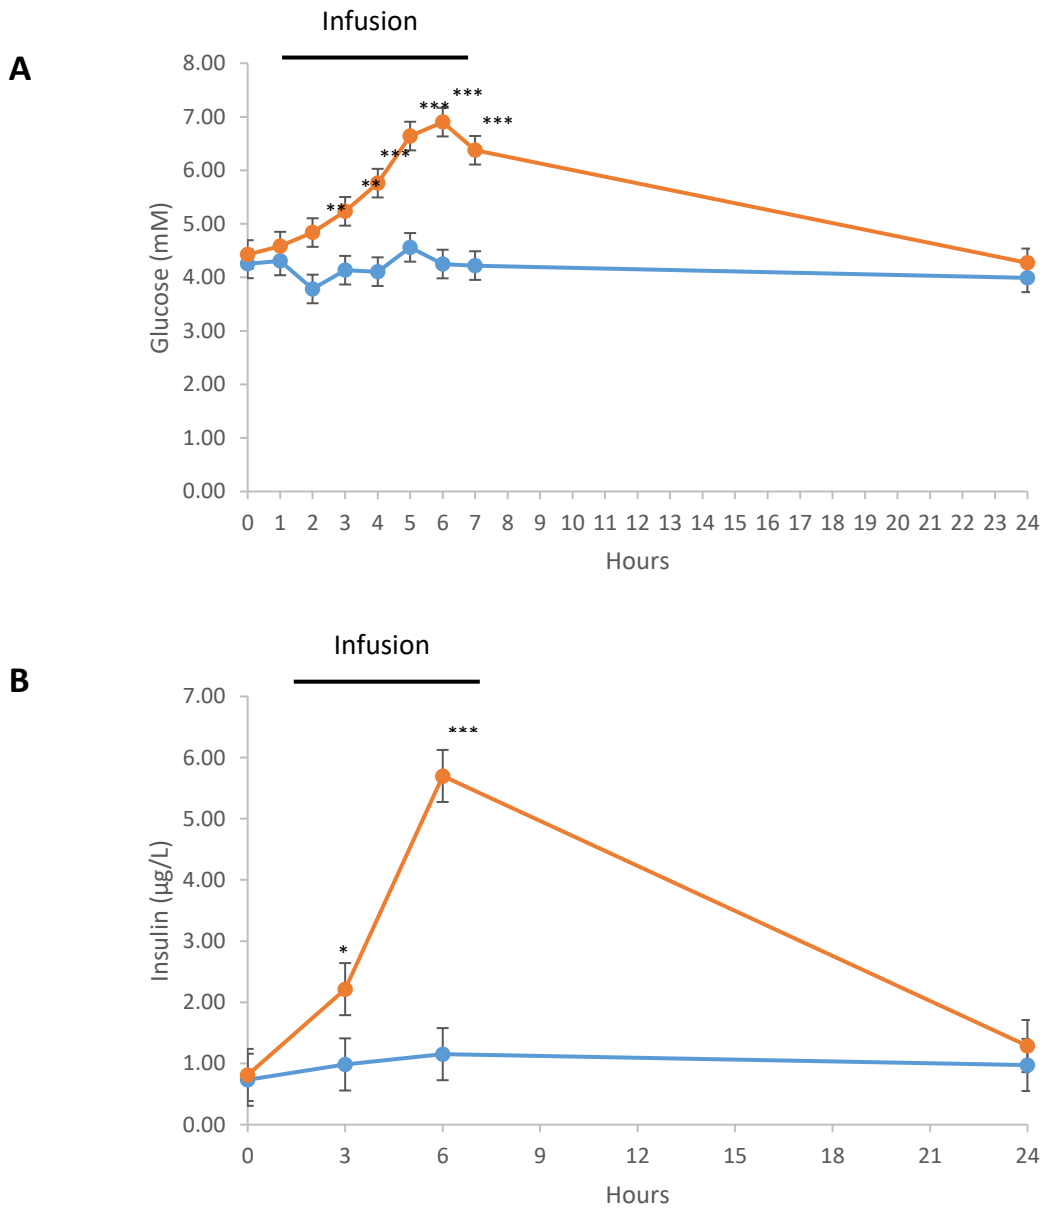 Infusion
A
8.00
***
7.00
***
***
***
6.00
**
**
5.00
4.00
3.00
2.00
1.00
0.00
Glucose (mM)
0 1 2 3 4 5 6 7 8 9 10 11 12 13 14 15 16 17 18 19 20 21 22 23 24
Hours
Infusion
B
7.00
***
6.00
5.00
4.00
3.00
*
2.00
1.00
0.00
Insulin (µg/L)
0 3 6 9 12 15 18 21 24
Hours